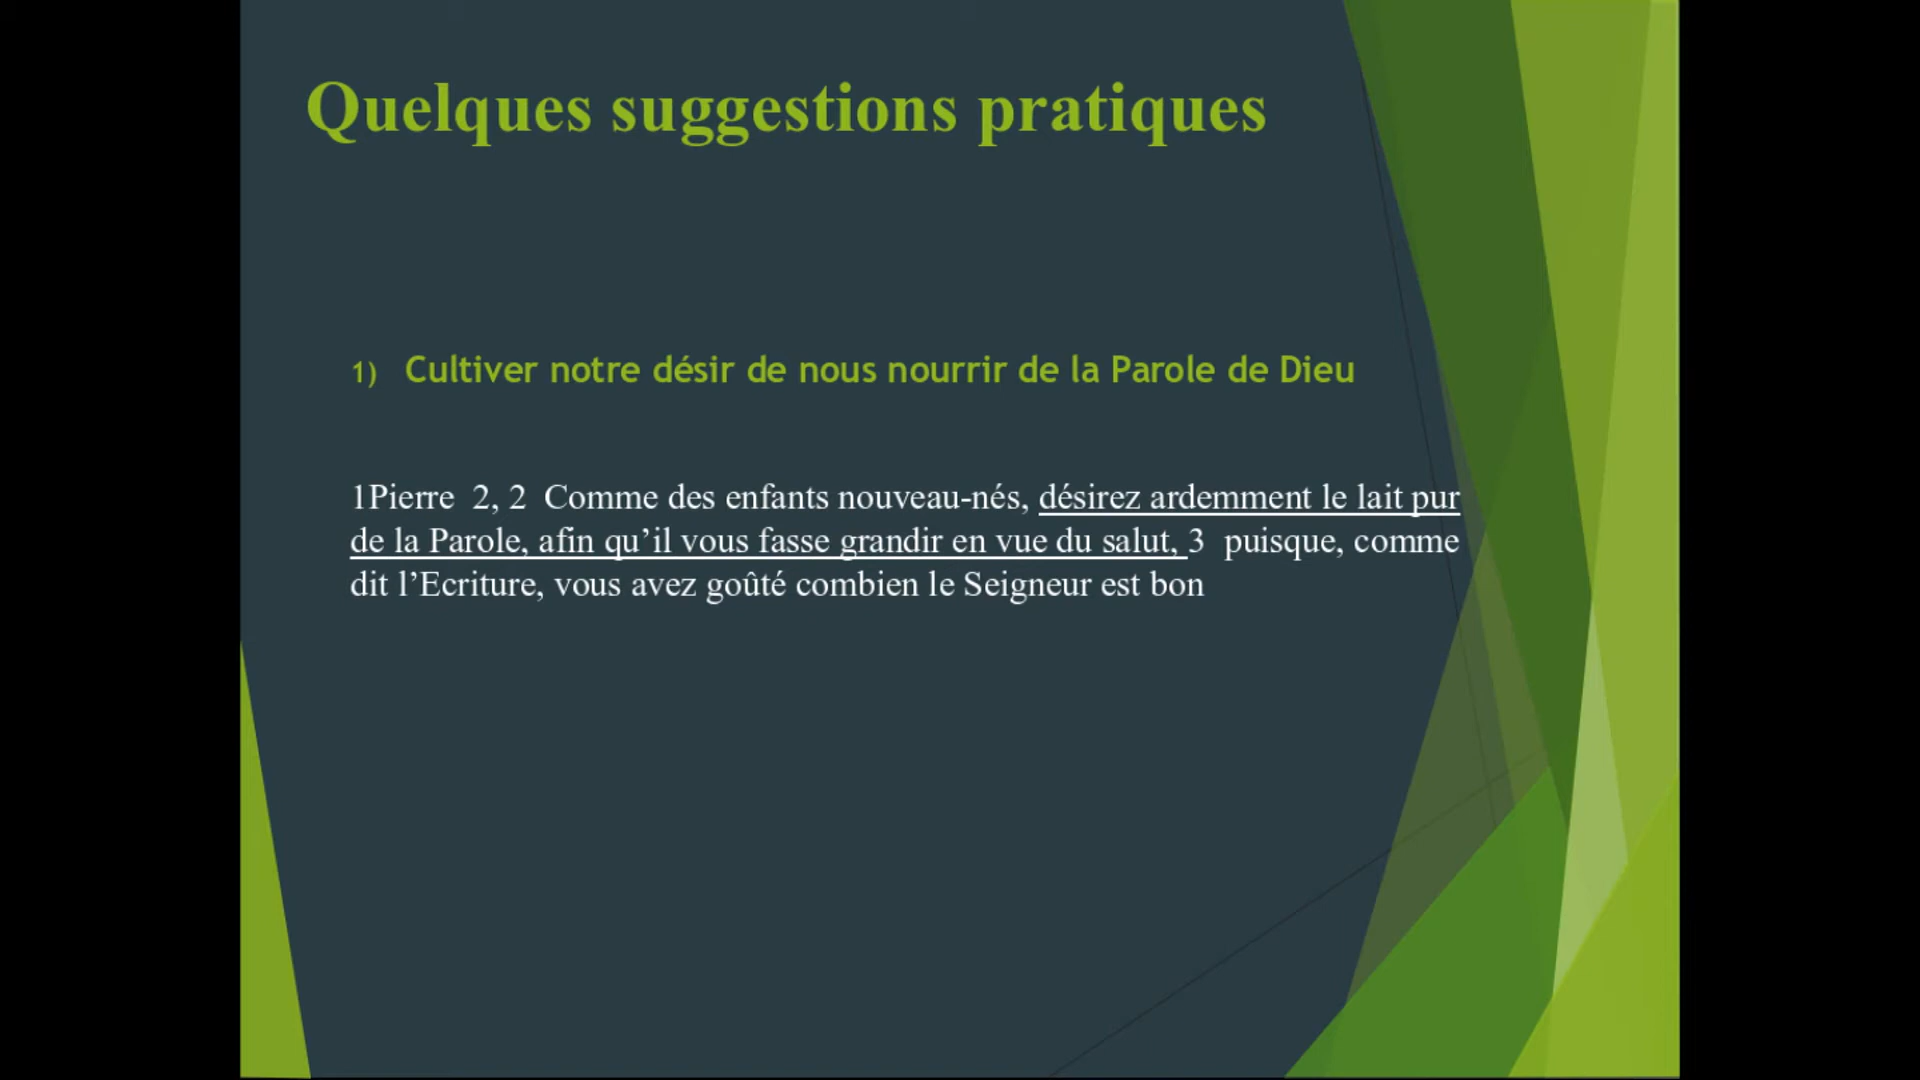 Quelques suggestions pratiques
1) Cultiver notre désir de nous nourrir de la Parole de Dieu
1Pierre  2, 2  Comme des enfants nouveau-nés, désirez ardemment le lait pur
de la Parole, afin qu’il vous fasse grandir en vue du salut, 3  puisque, comme
dit l’Ecriture, vous avez goûté combien le Seigneur est bon